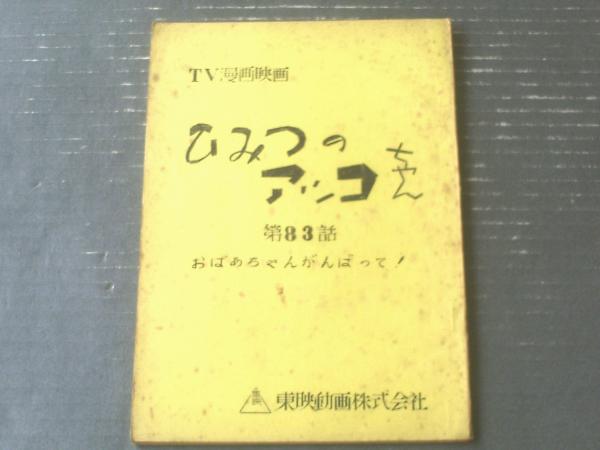 TV漫画映画
ひみつの
アッコちゃん
第83話
おばあちゃんがんばって!
東映動画株式会社